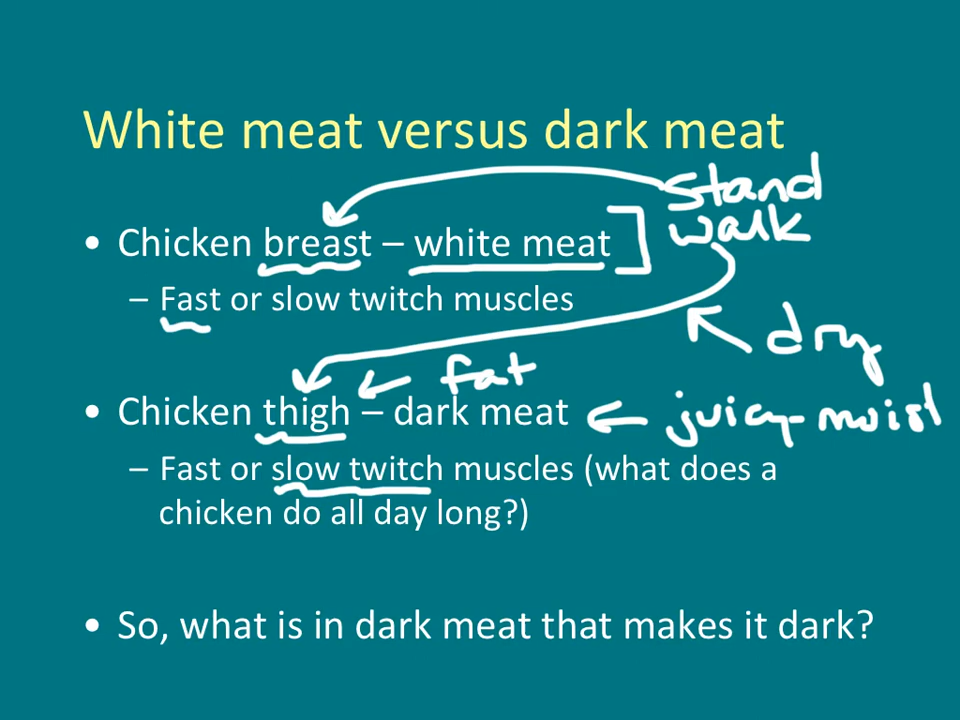 White meat versus dark meat
stand
walk
• Chicken breast – white meat
– Fast or slow twitch muscles
dry
fat
• Chicken thigh – dark meat
juicy-moist
– Fast or slow twitch muscles (what does a
chicken do all day long?)
• So, what is in dark meat that makes it dark?